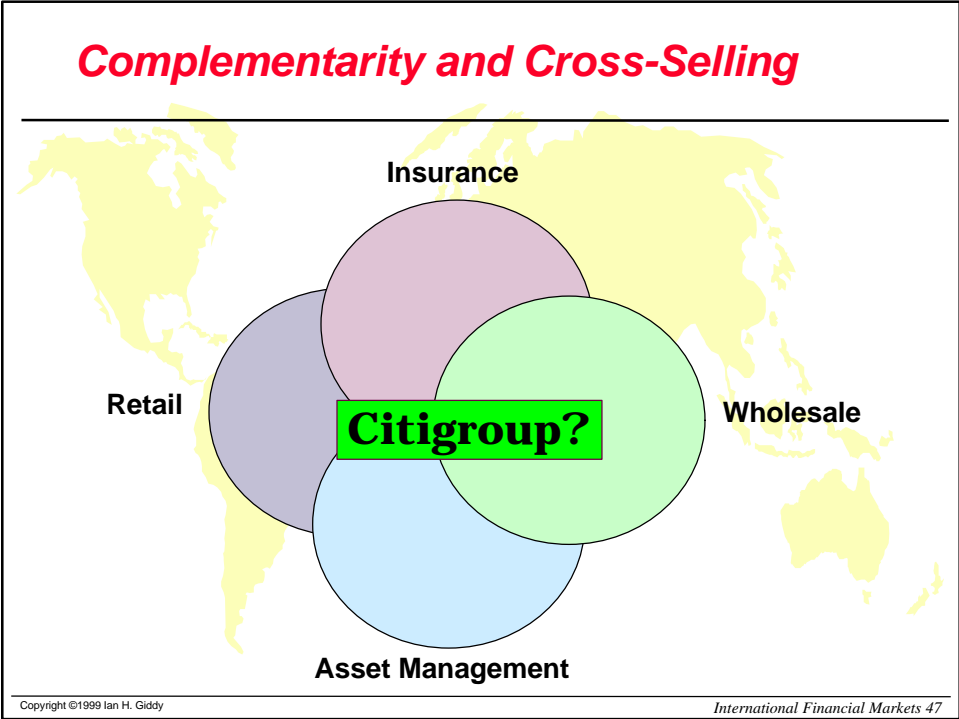 Complementarity and Cross-Selling
Insurance
Retail
Citigroup?
Wholesale
Asset Management
Copyright ©1999 Ian H. Giddy
International Financial Markets 47